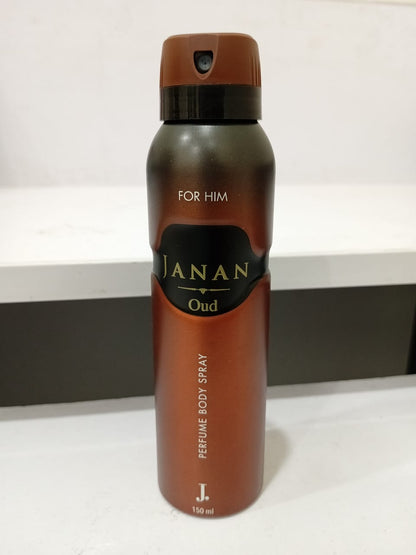 FOR HIM
JANAN
Oud
PERFUME BODY SPRAY
J.
150 ml